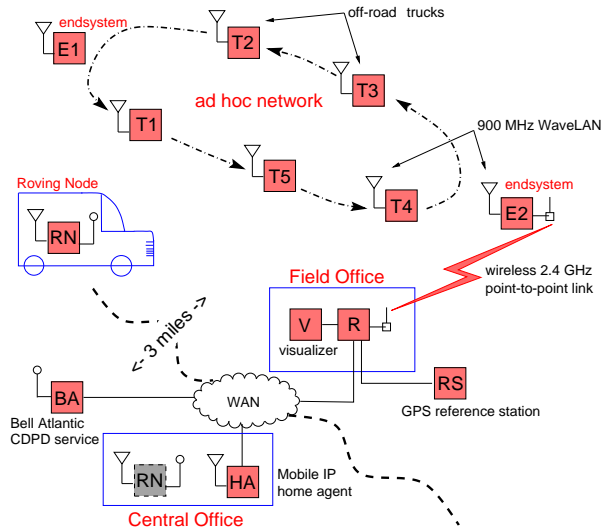 off-road trucks
endsystem
E1
T2
T3
ad hoc network
T1
900 MHz WaveLAN
T5
T4
endsystem
E2
Roving Node
RN
wireless 2.4 GHz
point-to-point link
Field Office
V
R
visualizer
<- 3 miles ->
BA
WAN
RS
Bell Atlantic
CDPD service
GPS reference station
RN
HA
Mobile IP
home agent
Central Office